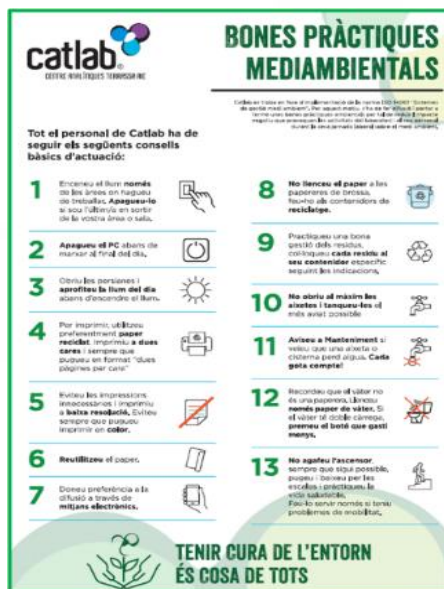 catlab
CENTRE ANALÍTIQUES TERRASSA AIE
BONES PRÀCTIQUES
MEDIAMBIENTALS
Tot el personal de Catlab ha de
seguir els següents consells
bàsics d'actuació:
1
Enceneu el llum només
de les àrees on hagueu
de treballar. Apagueu-lo
si sou l'últim/a en sortir
de la vostra àrea o sala.
2
Apagueu el PC abans de
marxar al final del dia.
3
Obriu les persianes i
aprofiteu la llum del dia
abans d'encendre el llum.
4
Per imprimir, utilitzeu
preferentment paper
reciclat. Imprimiu a dues
cares i sempre que
pugueu en format "dues
pàgines per cara"
5
Eviteu les impressions
innecessàries i imprimiu
a baixa resolució. Eviteu
sempre que pugueu
imprimir en color.
6
Reutilitzeu el paper.
7
Doneu preferència a la
difusió a través de
mitjans electrònics.
8
No llenceu el paper a les
papereres de brossa,
feu-ho als contenidors de
reciclatge.
9
Practiqueu una bona
gestió dels residus,
col·loqueu cada residu al
seu contenidor específic
seguint les indicacions.
10
No obriu al màxim les
aixetes i tanqueu-les el
més aviat possible
11
Aviseu a Manteniment si
veieu que una aixeta o
cisterna perd aigua. Cada
gota compta!
12
Recordeu que el vàter no
és una paperera. Llenceu
només paper de vàter. Si
el vàter té doble càrrega,
premeu el botó que gasti
menys.
13
No agafeu l'ascensor
sempre que sigui possible,
pugeu i baixeu per les
escales i practiqueu la
vida saludable.
Feu-lo servir només si teniu
problemes de mobilitat.
TENIR CURA DE L'ENTORN
ÉS COSA DE TOTS